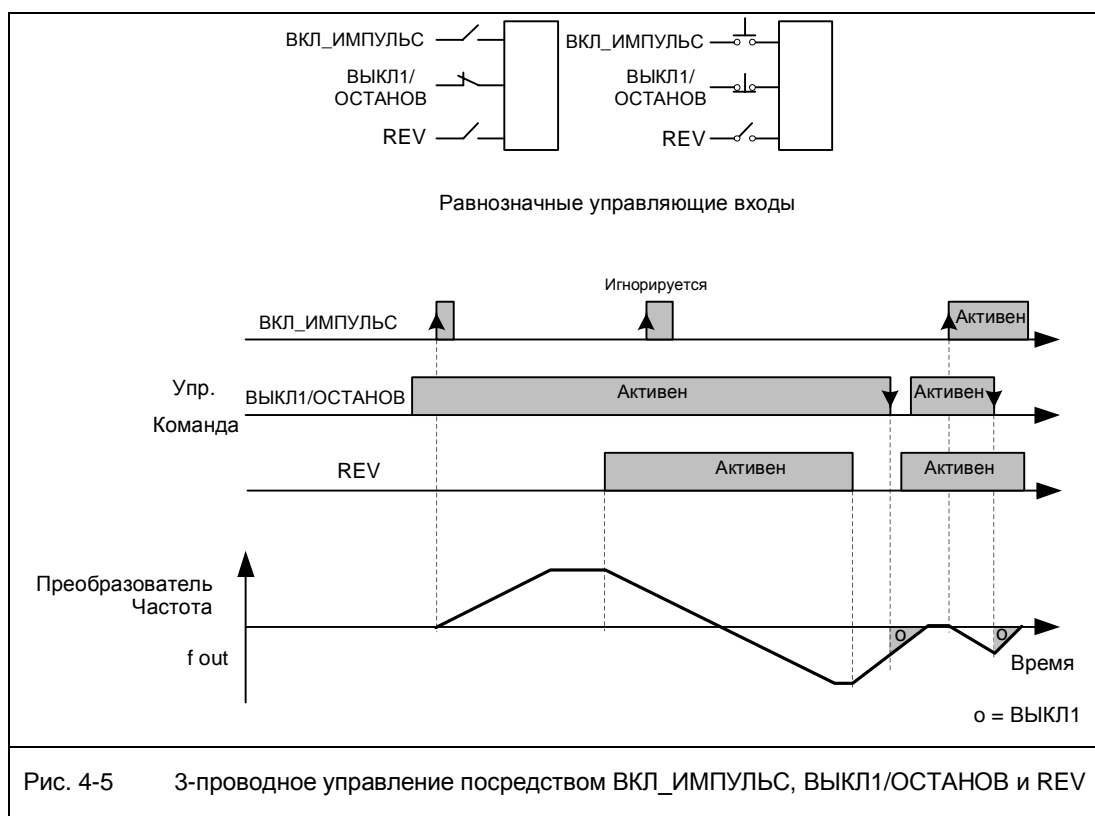 ВКЛ_ИМПУЛЬС
ВЫКЛ1/
ОСТАНОВ
REV
ВКЛ_ИМПУЛЬС
ВЫКЛ1/
ОСТАНОВ
REV
Равнозначные управляющие входы
Игнорируется
ВКЛ_ИМПУЛЬС
Активен
Упр.
Команда
ВЫКЛ1/ОСТАНОВ
Активен
Активен
REV
Активен
Активен
Преобразователь
Частота
f out
o
o
Время
o = ВЫКЛ1
Рис. 4-5 3-проводное управление посредством ВКЛ_ИМПУЛЬС, ВЫКЛ1/ОСТАНОВ и REV